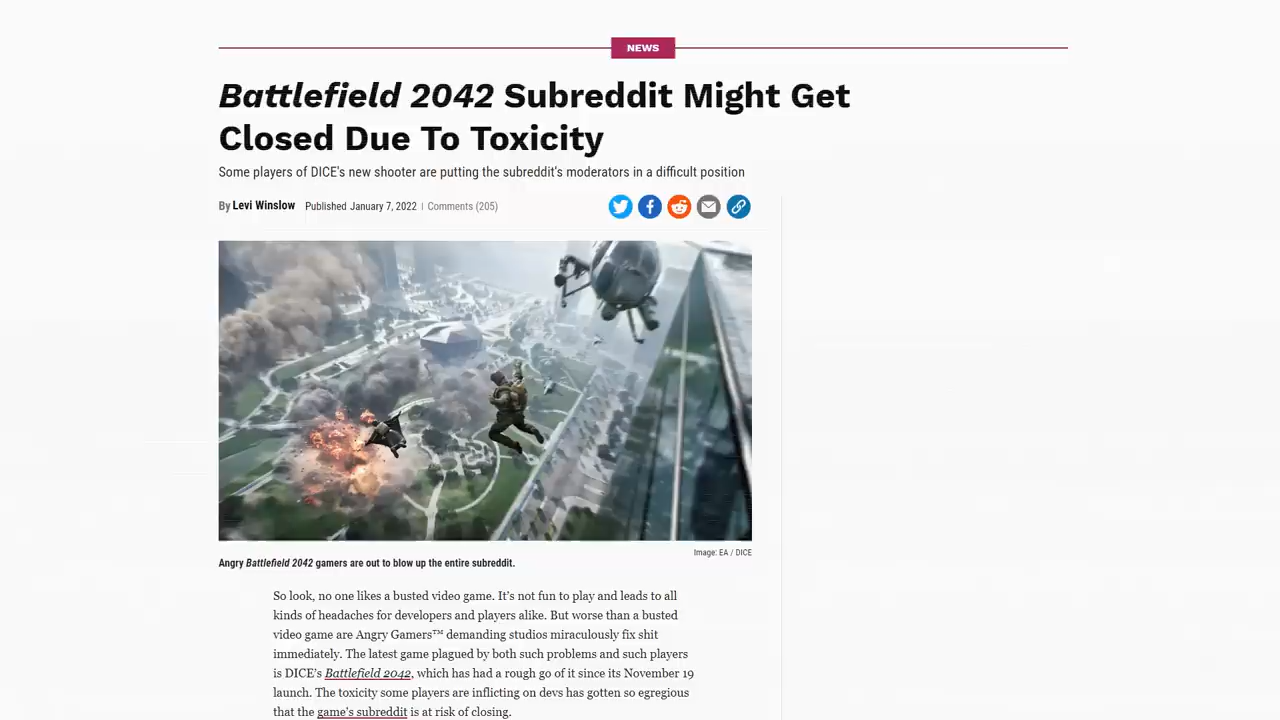 NEWS
Battlefield 2042 Subreddit Might Get
Closed Due To Toxicity
Some players of DICE's new shooter are putting the subreddit's moderators in a difficult position
By Levi Winslow Published January 7, 2022 | Comments (205)
Image: EA / DICE
Angry Battlefield 2042 gamers are out to blow up the entire subreddit.
So look, no one likes a busted video game. It's not fun to play and leads to all
kinds of headaches for developers and players alike. But worse than a busted
video game are Angry Gamers™ demanding studios miraculously fix shit
immediately. The latest game plagued by both such problems and such players
is DICE's Battlefield 2042, which has had a rough go of it since its November 19
launch. The toxicity some players are inflicting on devs has gotten so egregious
that the game's subreddit is at risk of closing.